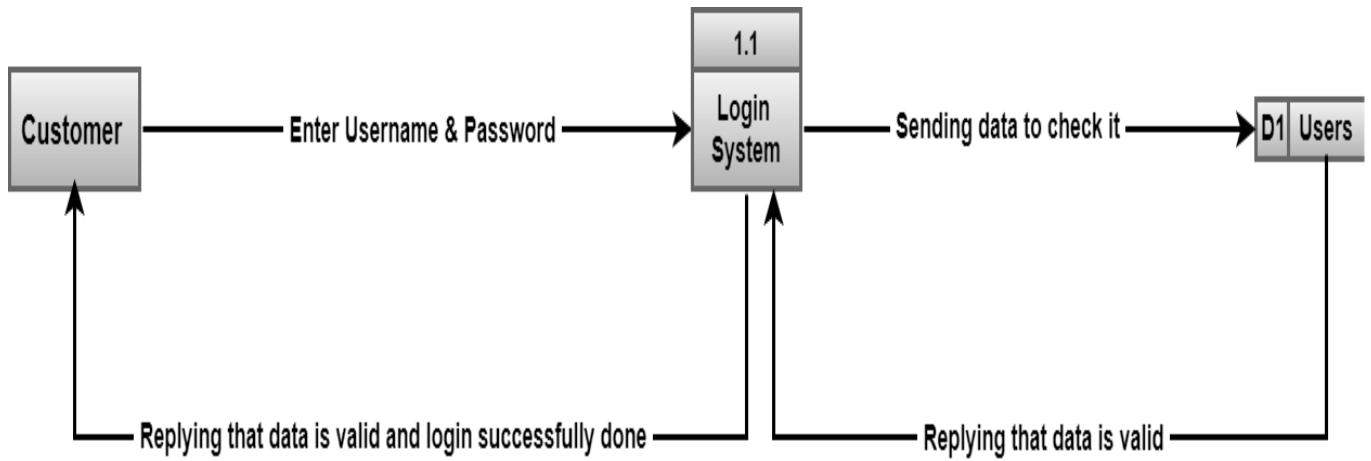 1.1
Customer
Enter Username & Password
Login
System
Sending data to check it
D1 Users
Replying that data is valid and login successfully done
Replying that data is valid